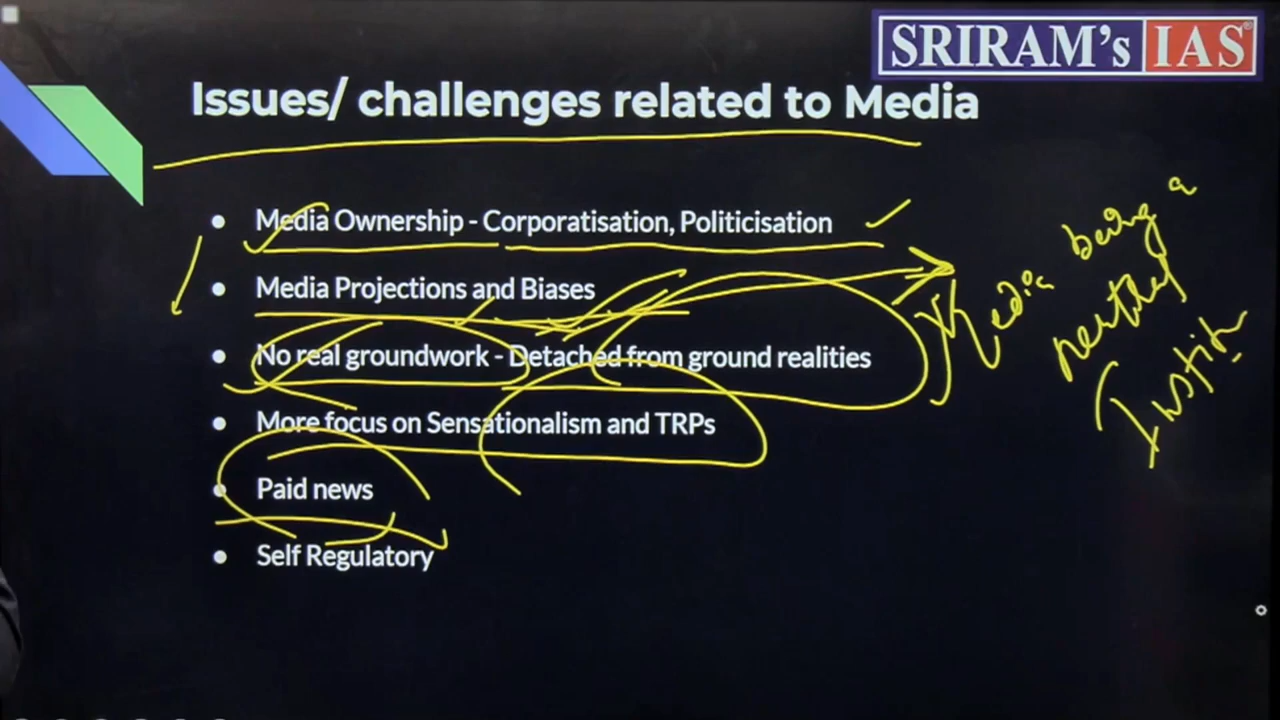 SRIRAM's IAS
Issues/ challenges related to Media
Media Ownership - Corporatisation, Politicisation
Media Projections and Biases
No real groundwork - Detached from ground realities
More focus on Sensationalism and TRPs
Paid news
Self Regulatory
Media being a
neutral
Instit